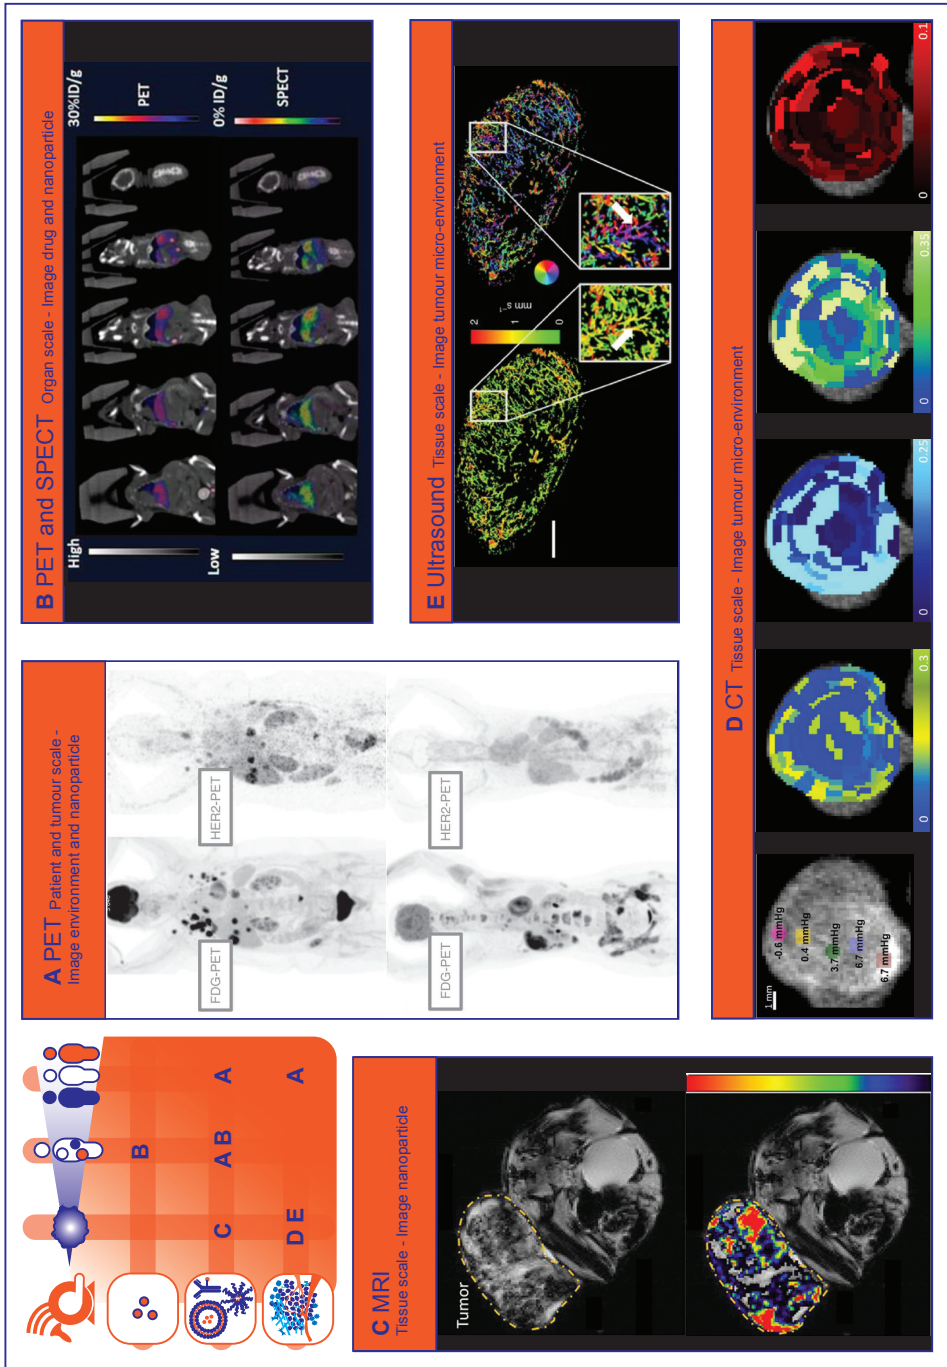 B
A B
A
C
A
D E
A
A PET Patient and tumour scale -
Image environment and nanoparticle
FDG-PET
HER2-PET
FDG-PET
HER2-PET
B PET and SPECT Organ scale - Image drug and nanoparticle
High
Low
30%ID/g
PET
0% ID/g
SPECT
C MRI
Tissue scale - Image nanoparticle
Tumor
D CT Tissue scale - Image tumour micro-environment
1 mm
-0.6 mmHg
0.4 mmHg
3.7 mmHg
6.7 mmHg
6.7 mmHg
0
0.3
0
0.25
0
0.35
0
0.1
E Ultrasound Tissue scale - Image tumour micro-environment
2
1
0
mm s⁻¹